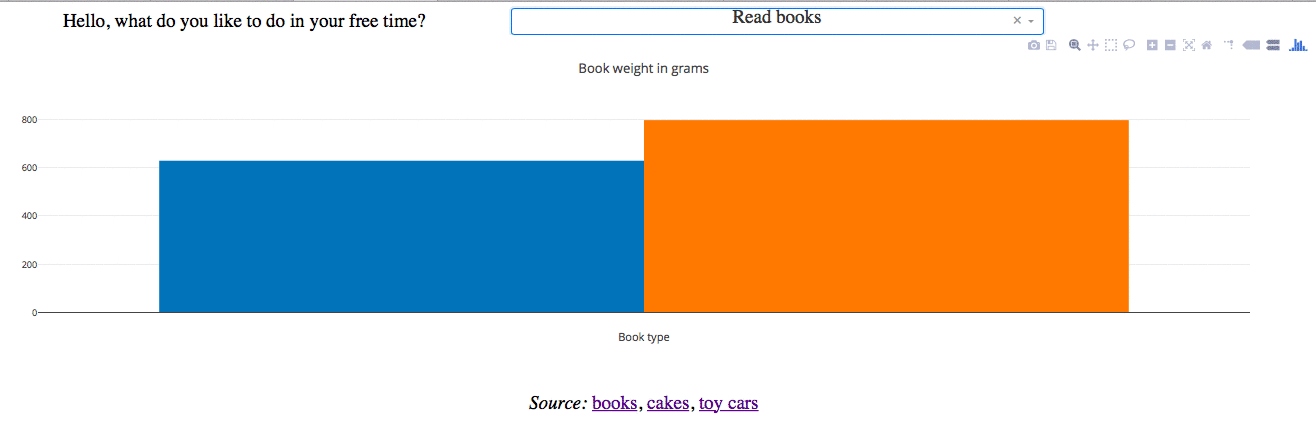 Hello, what do you like to do in your free time?
Read books
× 
Book weight in grams
800
600
400
200
0
Book type
Source: books, cakes, toy cars